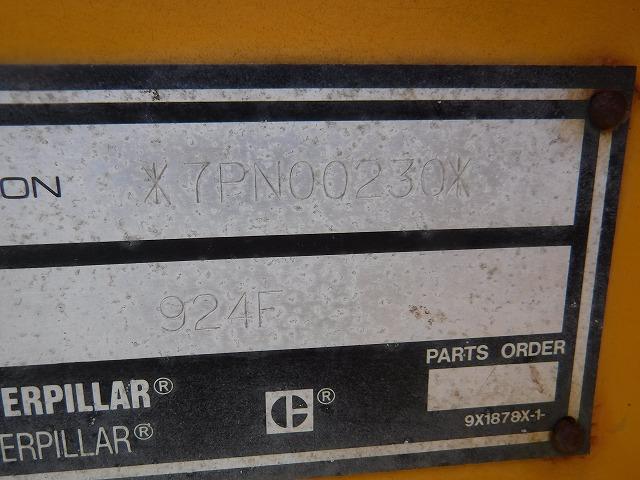 ON *7PN00230*
924F
PARTS ORDER
ERPILLAR®
C ®
9X1878X-1-
ERPILLAR®